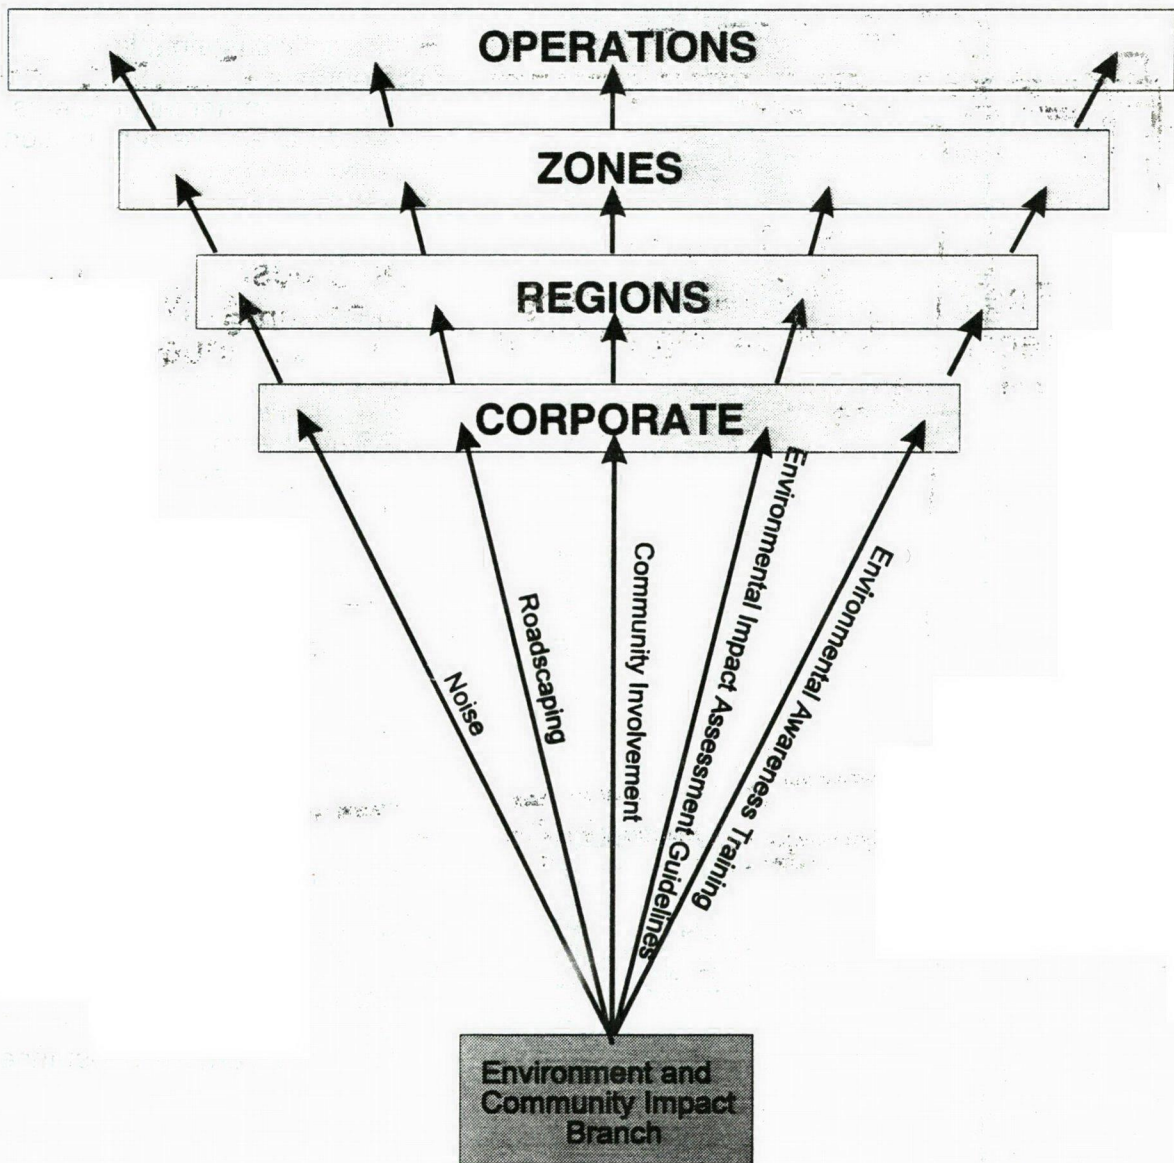 OPERATIONS
ZONES
REGIONS
CORPORATE
Noise
Roadscaping
Community Involvement
Environmental Impact Assessment Guidelines
Environmental Awareness Training
Environment and
Community Impact
Branch